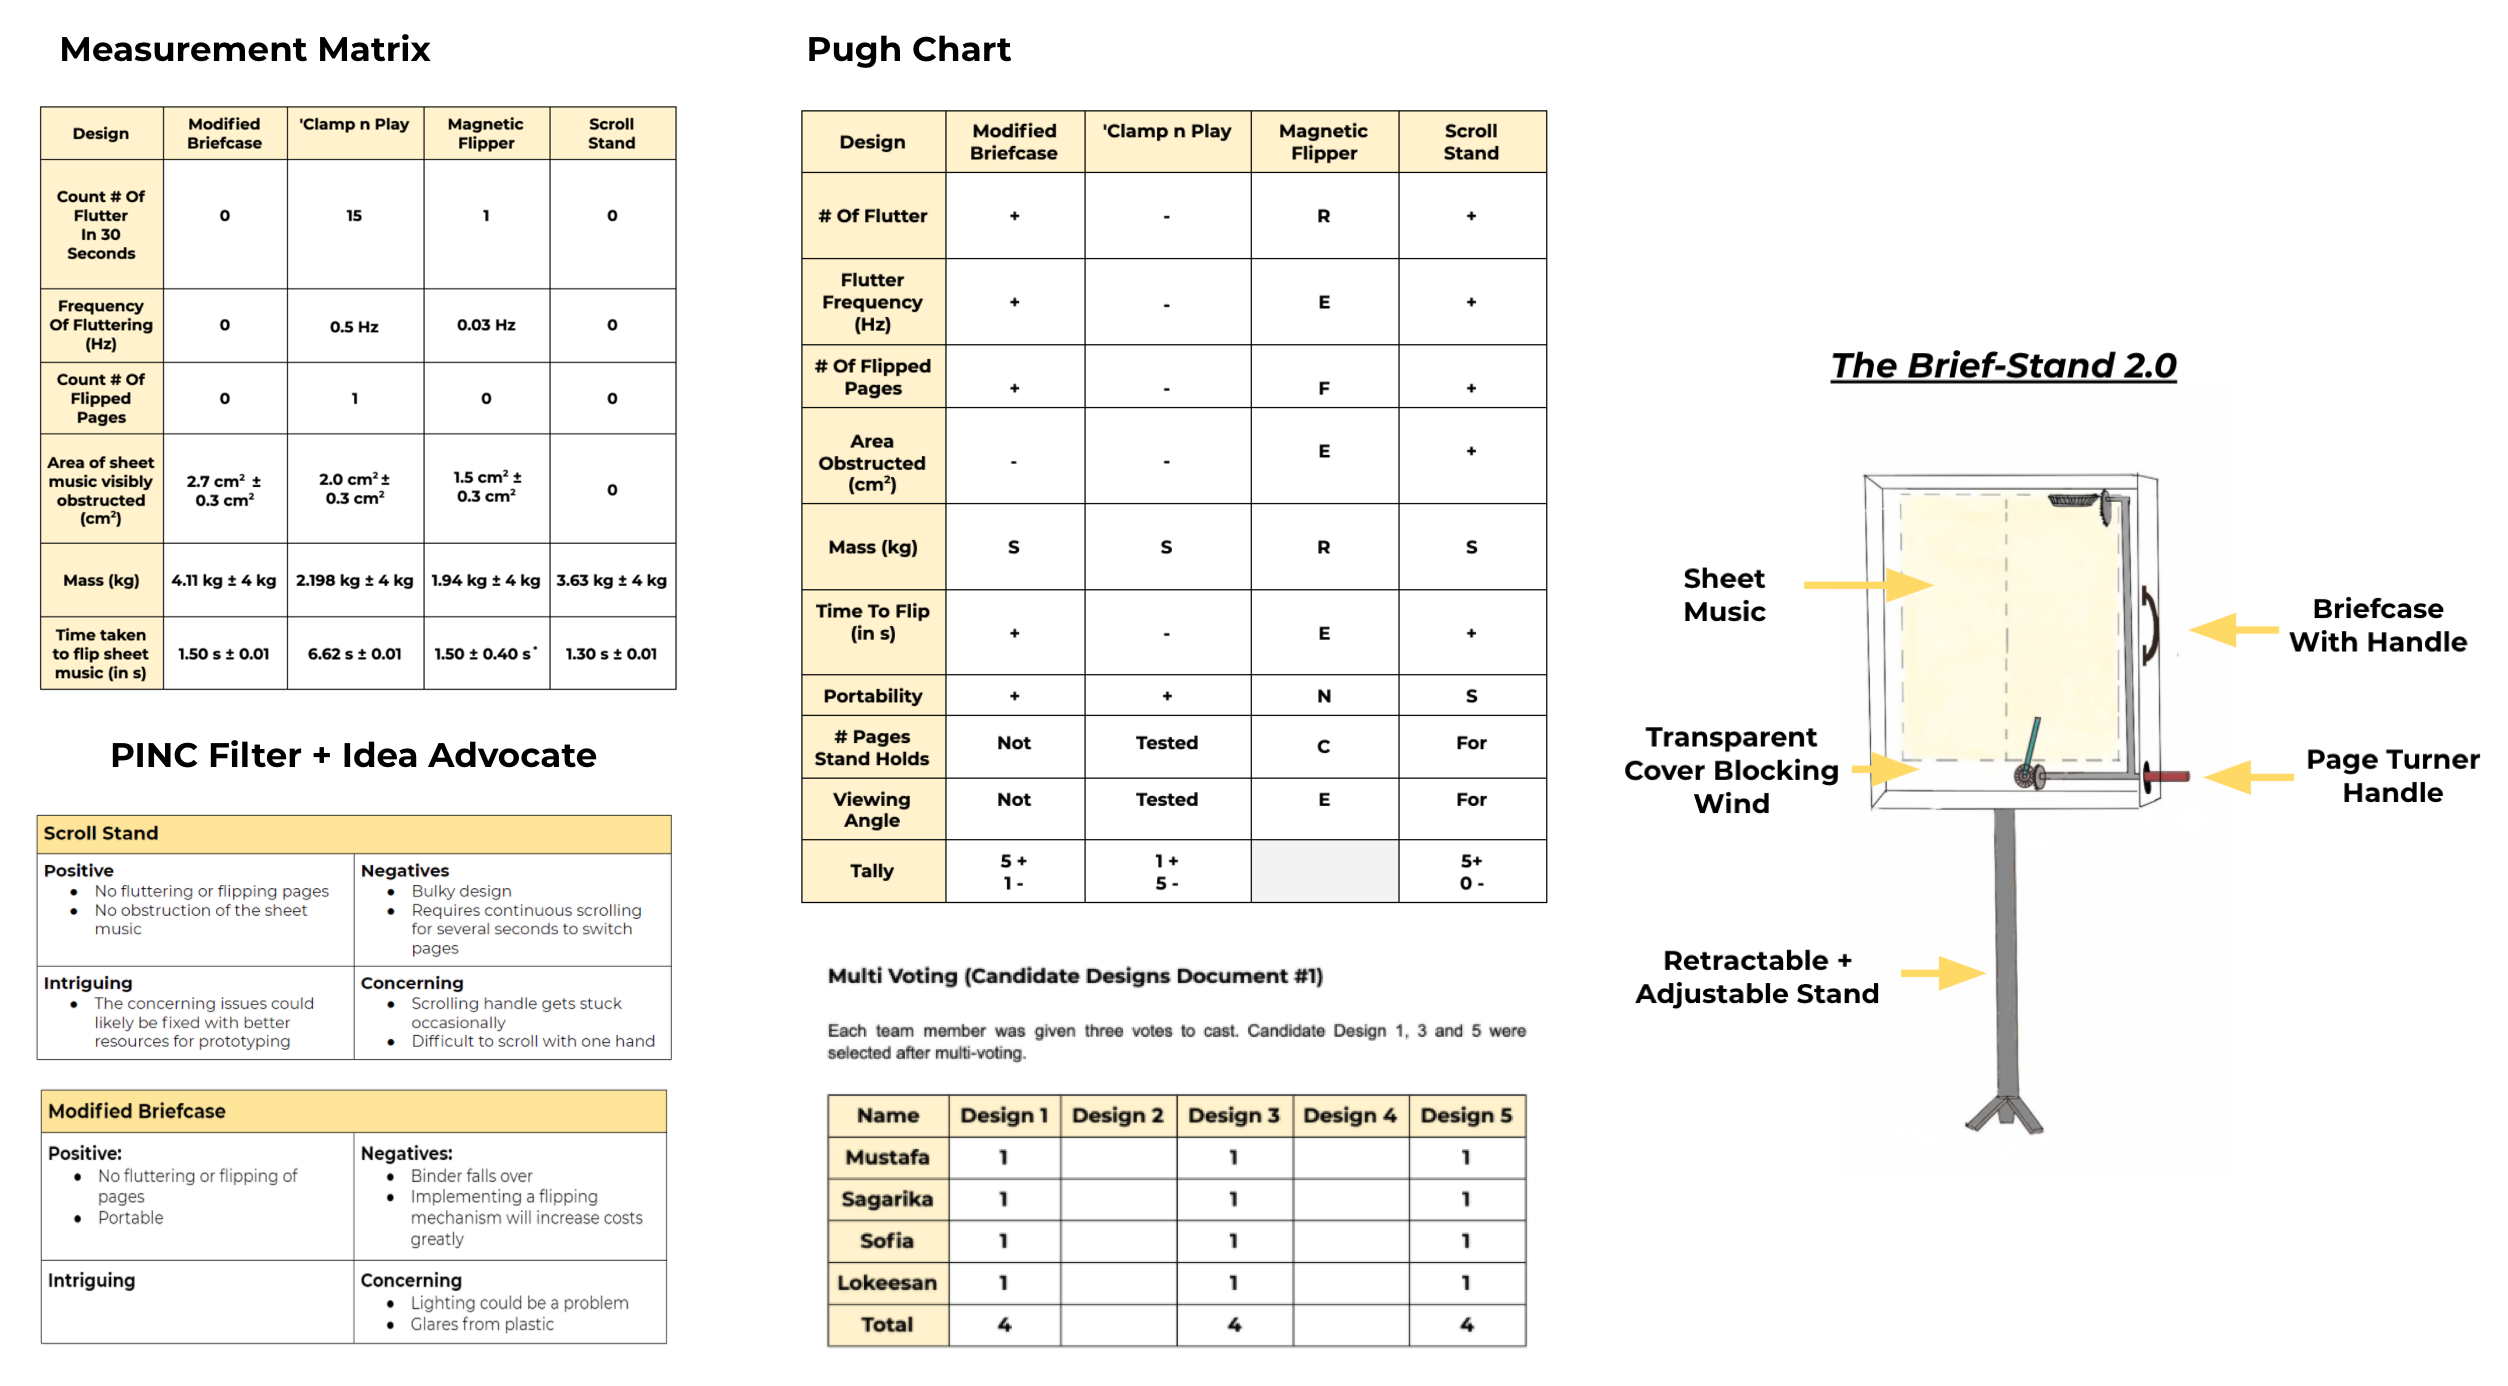 Measurement Matrix
Design
Modified
Briefcase
'Clamp n Play
Magnetic
Flipper
Scroll
Stand
Count # Of
Flutter
In 30
Seconds
0
15
1
0
Frequency
Of Fluttering
(Hz)
0
0.5 Hz
0.03 Hz
0
Count # Of
Flipped
Pages
0
1
0
0
Area of sheet
music visibly
obstructed
(cm²)
2.7 cm² ±
0.3 cm²
2.0 cm² ±
0.3 cm²
1.5 cm² ±
0.3 cm²
0
Mass (kg)
4.11 kg ± 4 kg
2.198 kg ± 4 kg
1.94 kg ± 4 kg
3.63 kg ± 4 kg
Time taken
to flip sheet
music (in s)
1.50 s ± 0.01
6.62 s ± 0.01
1.50 ± 0.40 s*
1.30 s ± 0.01
PINC Filter + Idea Advocate
Scroll Stand
Positive
● No fluttering or flipping pages
● No obstruction of the sheet
music
Negatives
● Bulky design
● Requires continuous scrolling
for several seconds to switch
pages
Intriguing
● The concerning issues could
likely be fixed with better
resources for prototyping
Concerning
● Scrolling handle gets stuck
occasionally
● Difficult to scroll with one hand
Modified Briefcase
Positive:
● No fluttering or flipping of
pages
● Portable
Negatives:
● Binder falls over
● Implementing a flipping
mechanism will increase costs
greatly
Intriguing
Concerning
● Lighting could be a problem
● Glares from plastic
Pugh Chart
Design
Modified
Briefcase
'Clamp n Play
Magnetic
Flipper
Scroll
Stand
# Of Flutter
+
-
R
+
Flutter
Frequency
(Hz)
+
-
E
+
# Of Flipped
Pages
+
-
F
+
Area
Obstructed
(cm²)
-
-
E
+
Mass (kg)
S
S
R
S
Time To Flip
(in s)
+
-
E
+
Portability
+
+
N
S
# Pages
Stand Holds
Not
Tested
C
For
Viewing
Angle
Not
Tested
E
For
Tally
5 +
1 -
1 +
5 -
5+
0 -
Multi Voting (Candidate Designs Document #1)
Each team member was given three votes to cast. Candidate Design 1, 3 and 5 were
selected after multi-voting.
Name
Design 1
Design 2
Design 3
Design 4
Design 5
Mustafa
1
1
1
Sagarika
1
1
1
Sofia
1
1
1
Lokeesan
1
1
1
Total
4
4
4
The Brief-Stand 2.0
Sheet
Music
Briefcase
With Handle
Transparent
Cover Blocking
Wind
Page Turner
Handle
Retractable +
Adjustable Stand